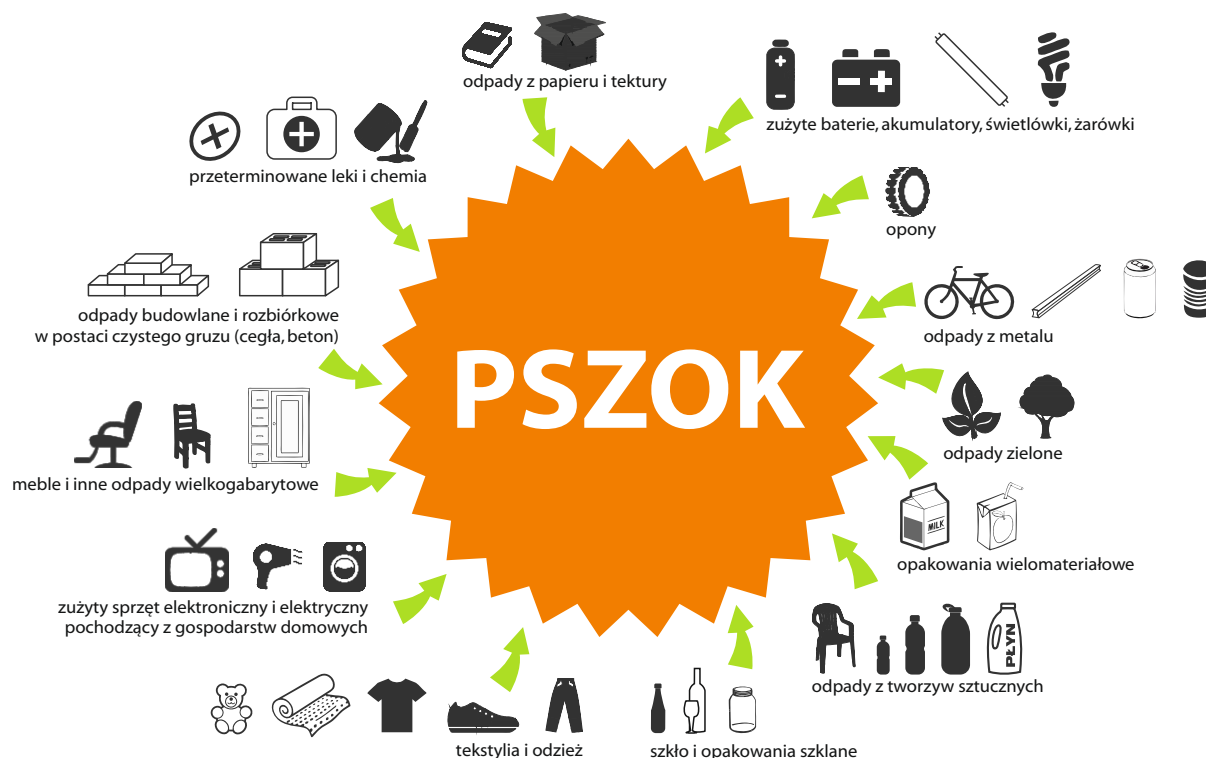 odpady z papieru i tektury
zużyte baterie, akumulatory, świetlówki, żarówki
przeterminowane leki i chemia
opony
odpady budowlane i rozbiórkowe
w postaci czystego gruzu (cegła, beton)
odpady z metalu
PSZOK
odpady zielone
meble i inne odpady wielkogabarytowe
MILK
opakowania wielomateriałowe
zużyty sprzęt elektroniczny i elektryczny
pochodzący z gospodarstw domowych
PŁYN
odpady z tworzyw sztucznych
tekstylia i odzież
szkło i opakowania szklane